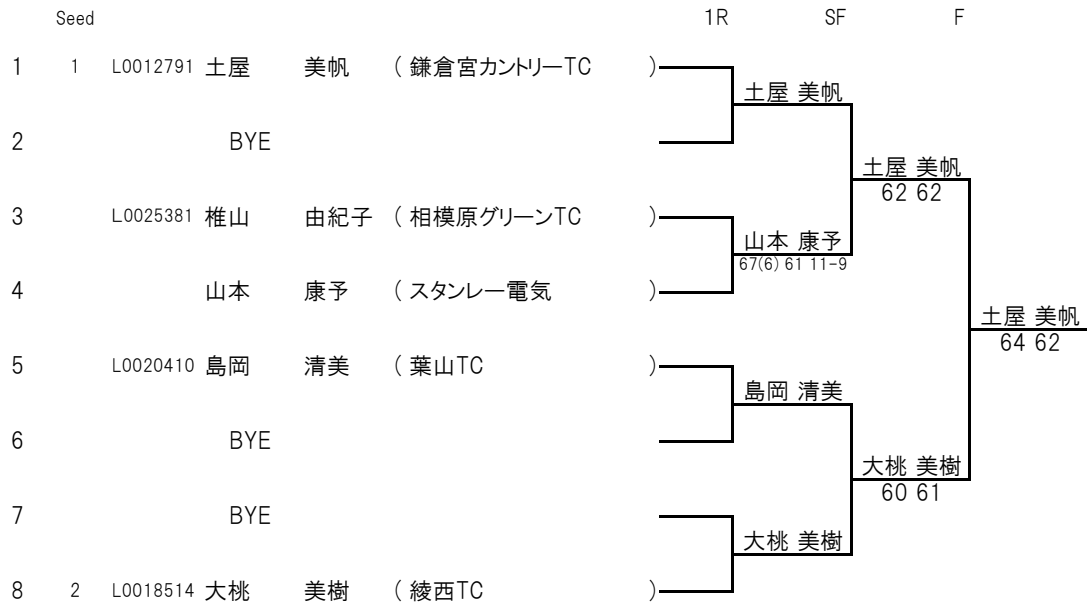 Seed 1R SF F
1 1 L0012791 土屋 美帆 ( 鎌倉宮カントリーTC )
土屋 美帆
2 BYE
土屋 美帆
62 62
3 L0025381 椎山 由紀子 ( 相模原グリーンTC )
山本 康予
67(6) 61 11-9
4 山本 康予 ( スタンレー電気 )
土屋 美帆
64 62
5 L0020410 島岡 清美 ( 葉山TC )
島岡 清美
6 BYE
大桃 美樹
60 61
7 BYE
大桃 美樹
8 2 L0018514 大桃 美樹 ( 綾西TC )